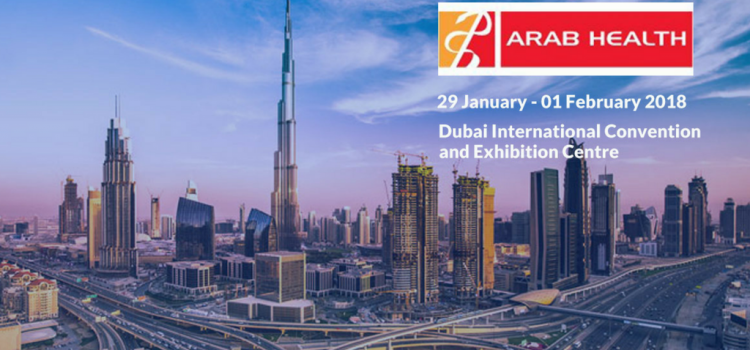 ARAB HEALTH
29 January - 01 February 2018
Dubai International Convention
and Exhibition Centre